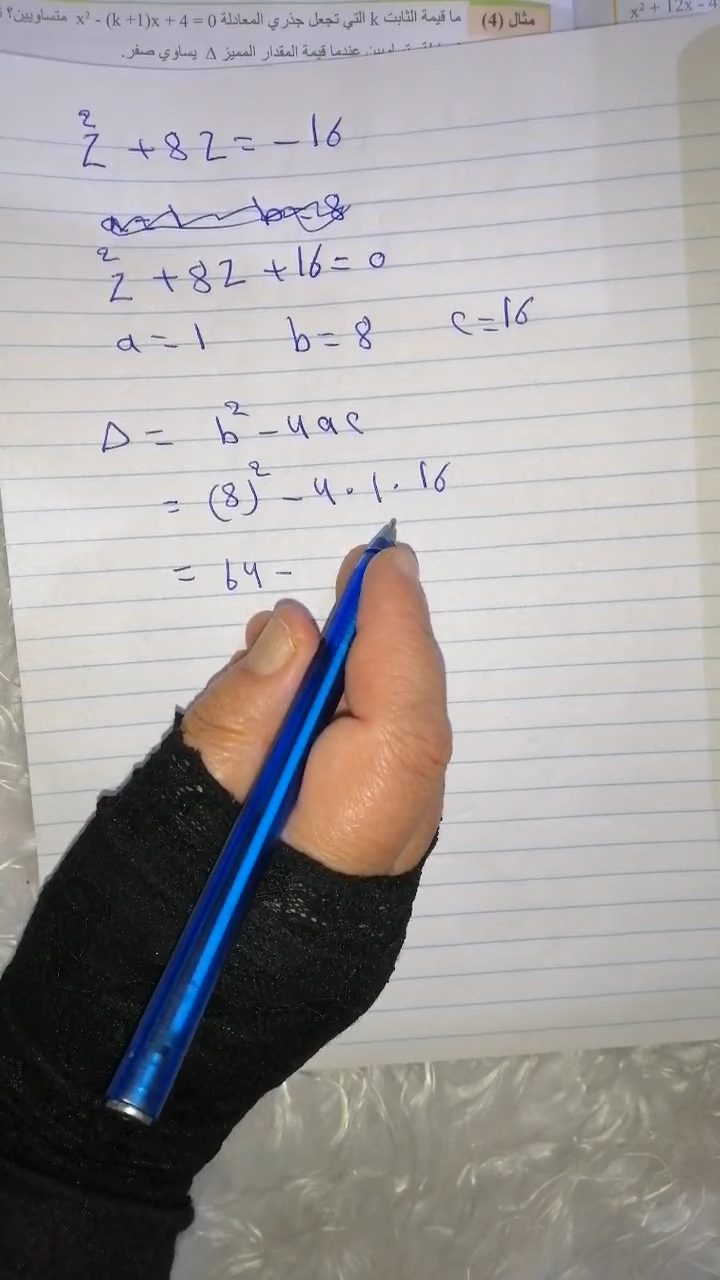 مثال (4) ما قيمة الثابت k التي تجعل جذري المعادلة x² - (k +1)x + 4 = 0 متساويين؟
x² + 12x - 4
عندما قيمة المقدار المميز Δ يساوي صفر.
z² + 8z = -16
z² + 8z + 16 = 0
a = 1 b = 8 c = 16
Δ = b² - 4ac
= (8)² - 4 · 1 · 16
= 64 -